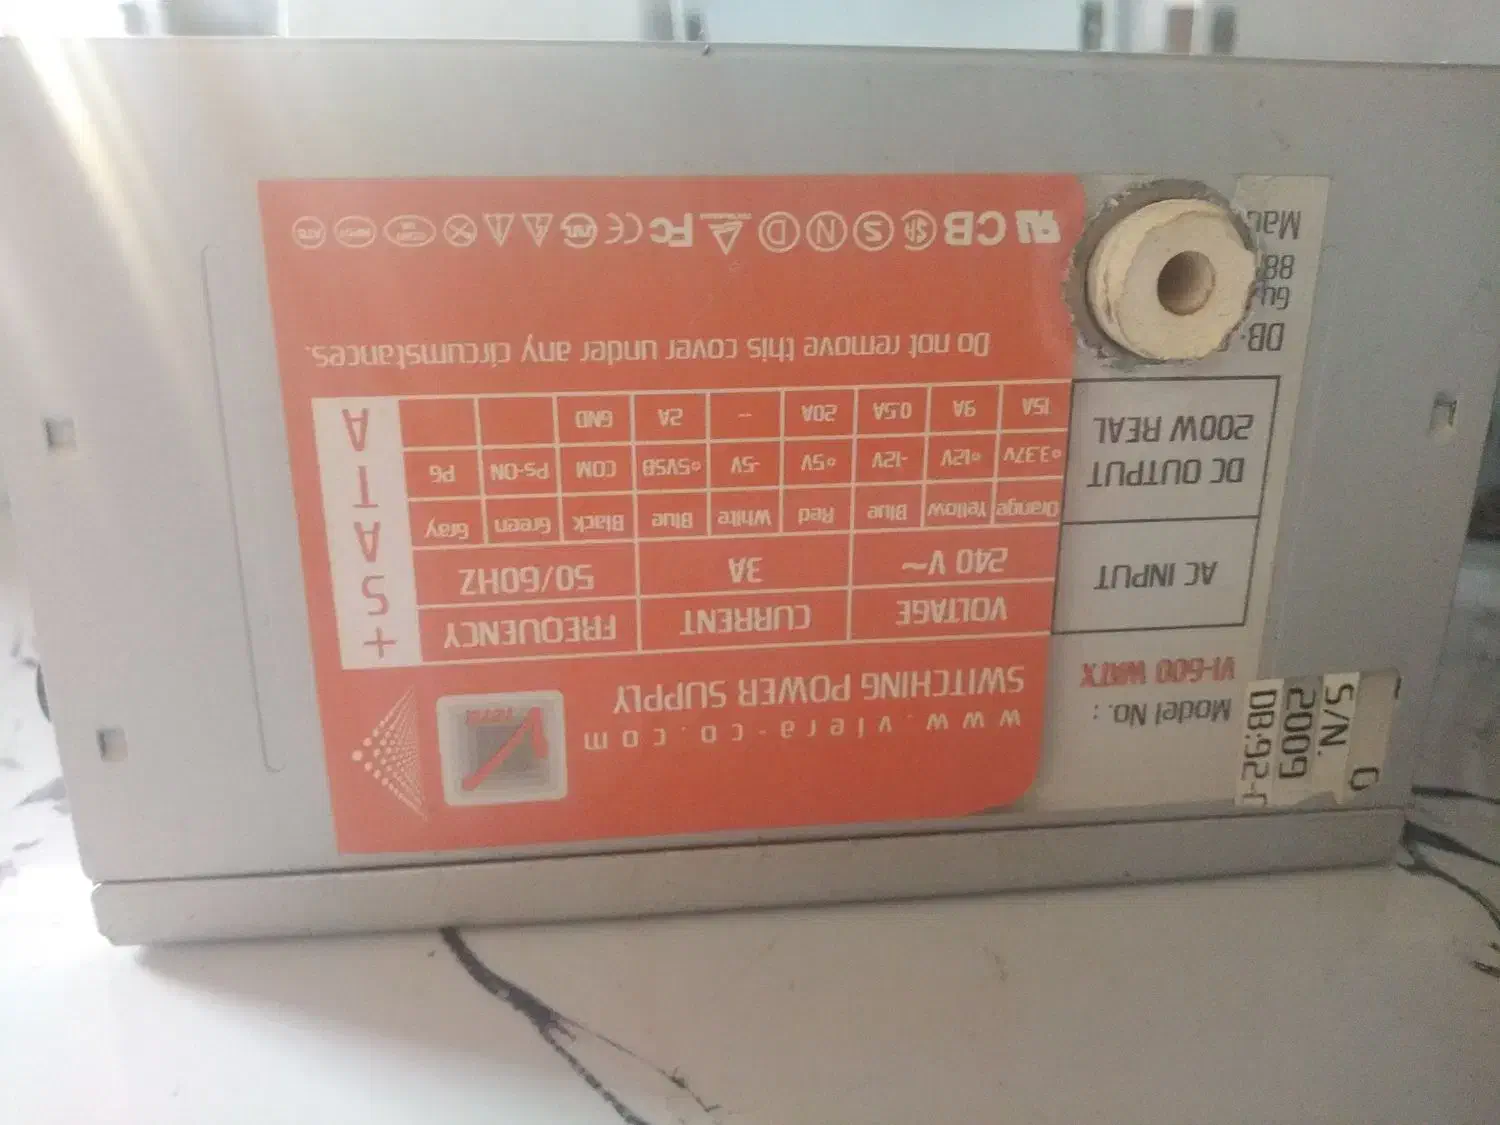 S/N.
2009
DB:92-
Model No. :
VI-600 WATX
www.viera-co.com
SWITCHING POWER SUPPLY
AC INPUT
VOLTAGE CURRENT FREQUENCY
240 V~ 3A 50/60HZ
DC OUTPUT
200W REAL
Orange Yellow Blue Red White Blue Black Green Gray
+3.3V +12V -12V +5V -5V +5VSB COM PS-ON PG
15A 9A 0.5A 20A - 2A GND
+SATA
Do not remove this cover under any circumstances.
DB:
88
CB S N D FC CE